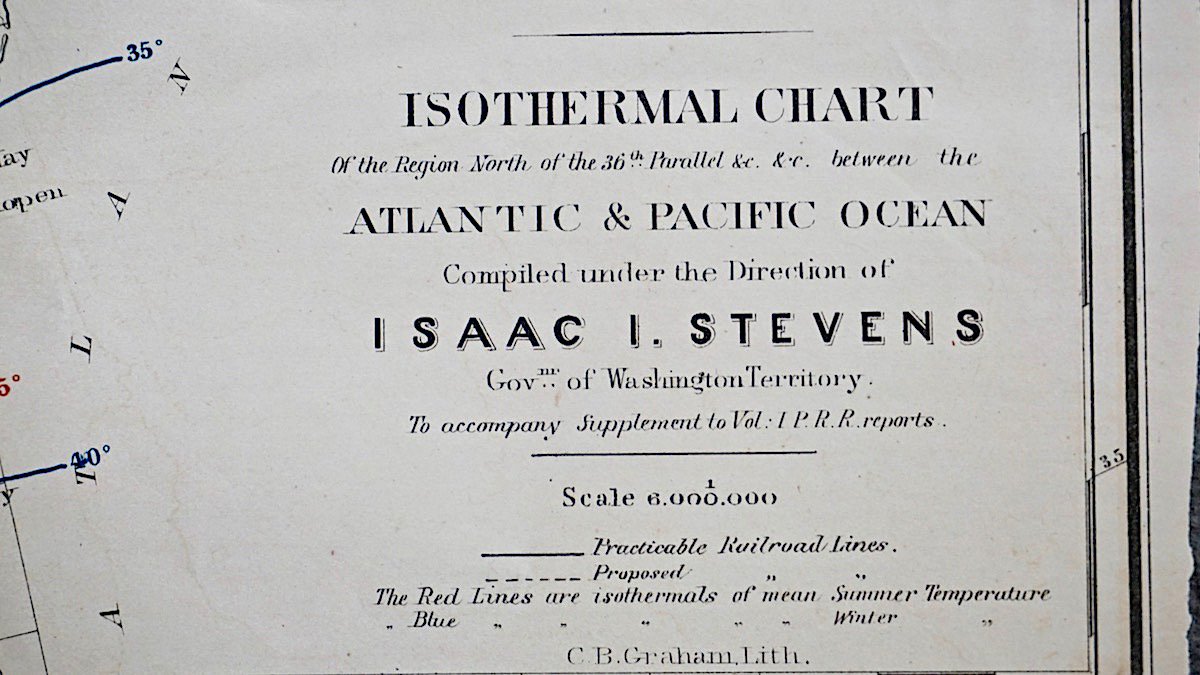 35°
N
ISOTHERMAL CHART
Of the Region North of the 36th. Parallel &c. &c. between the
A
ATLANTIC & PACIFIC OCEAN
Compiled under the Direction of
ISAAC I. STEVENS
L
Govnr. of Washington Territory.
5°
To accompany Supplement to Vol: I P.R.R. reports.
40°
T
35
Scale 1/6.000.000
Practicable Railroad Lines.
Proposed „ „
The Red Lines are isothermals of mean Summer Temperature
„ Blue „ „ „ „ „ Winter „
A
C.B. Graham, Lith.